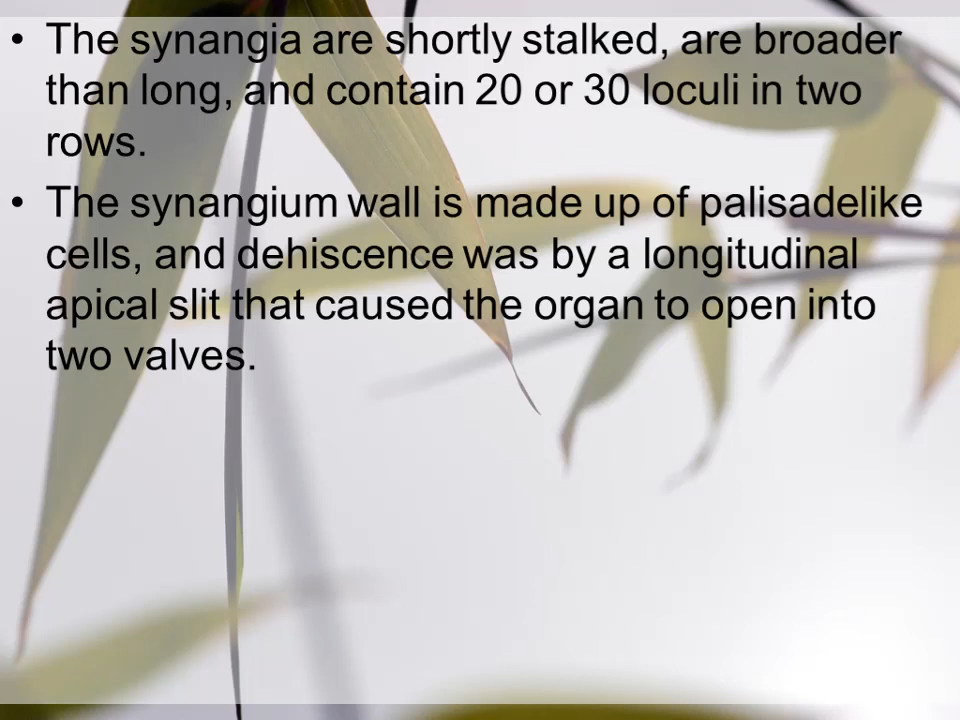 • The synangia are shortly stalked, are broader
than long, and contain 20 or 30 loculi in two
rows.
• The synangium wall is made up of palisadelike
cells, and dehiscence was by a longitudinal
apical slit that caused the organ to open into
two valves.